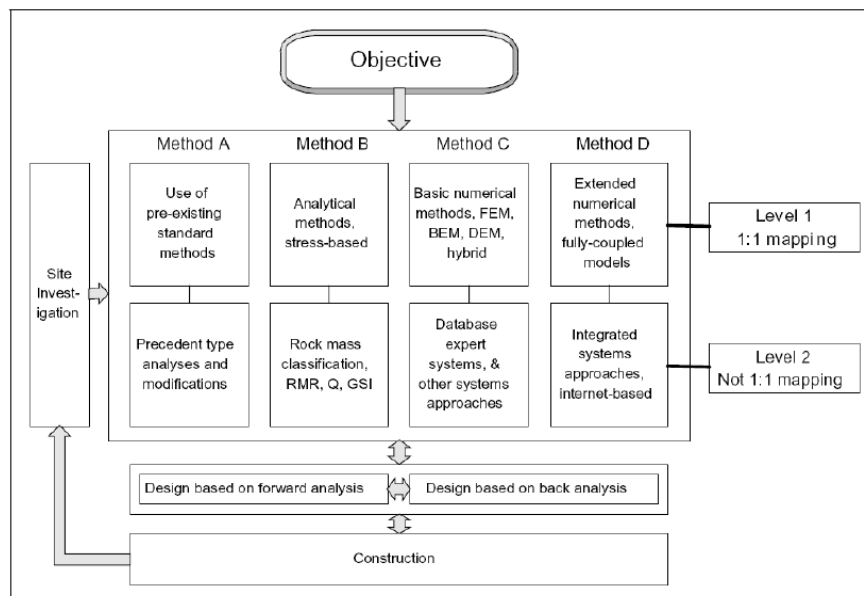 Objective
Method A
Method B
Method C
Method D
Use of
pre-existing
standard
methods
Analytical
methods,
stress-based
Basic numerical
methods, FEM,
BEM, DEM,
hybrid
Extended
numerical
methods,
fully-coupled
models
Level 1
1:1 mapping
Site
Invest-
igation
Precedent type
analyses and
modifications
Rock mass
classification,
RMR, Q, GSI
Database
expert
systems, &
other systems
approaches
Integrated
systems
approaches,
internet-based
Level 2
Not 1:1 mapping
Design based on forward analysis
Design based on back analysis
Construction